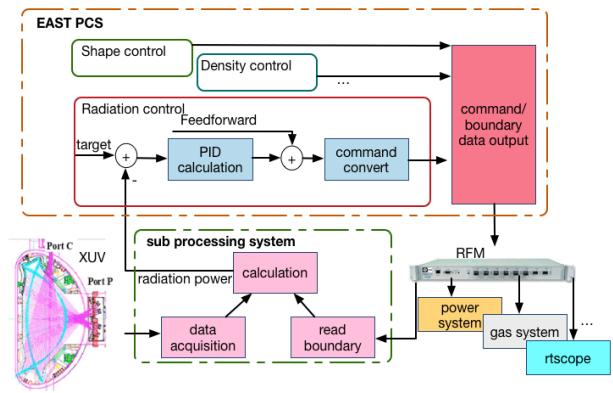 EAST PCS
Shape control
Density control
...
Radiation control
Feedforward
target
+
-
PID
calculation
+
command
convert
command/
boundary
data output
sub processing system
RFM
Port C
XUV
Port P
radiation power
calculation
data
acquisition
read
boundary
power
system
gas system
...
rtscope